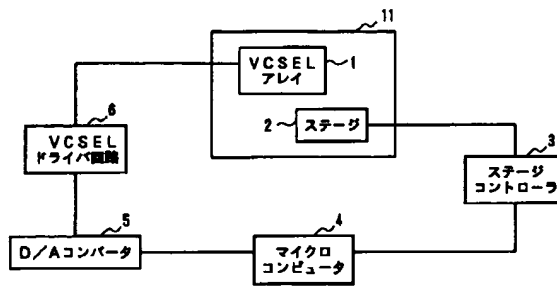 11
VCSEL
アレイ
1
2
ステージ
6
VCSEL
ドライバ回路
3
ステージ
コントローラ
5
D/Aコンバータ
4
マイクロ
コンピュータ